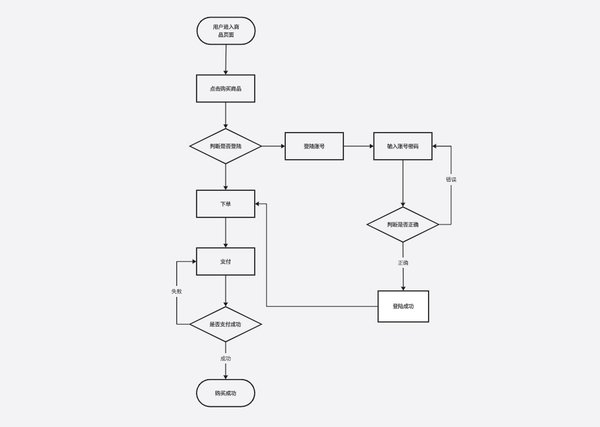 用户进入商
品页面
点击购买商品
判断是否登陆
登陆账号
输入账号密码
错误
下单
判断是否正确
支付
正确
失败
登陆成功
是否支付成功
成功
购买成功